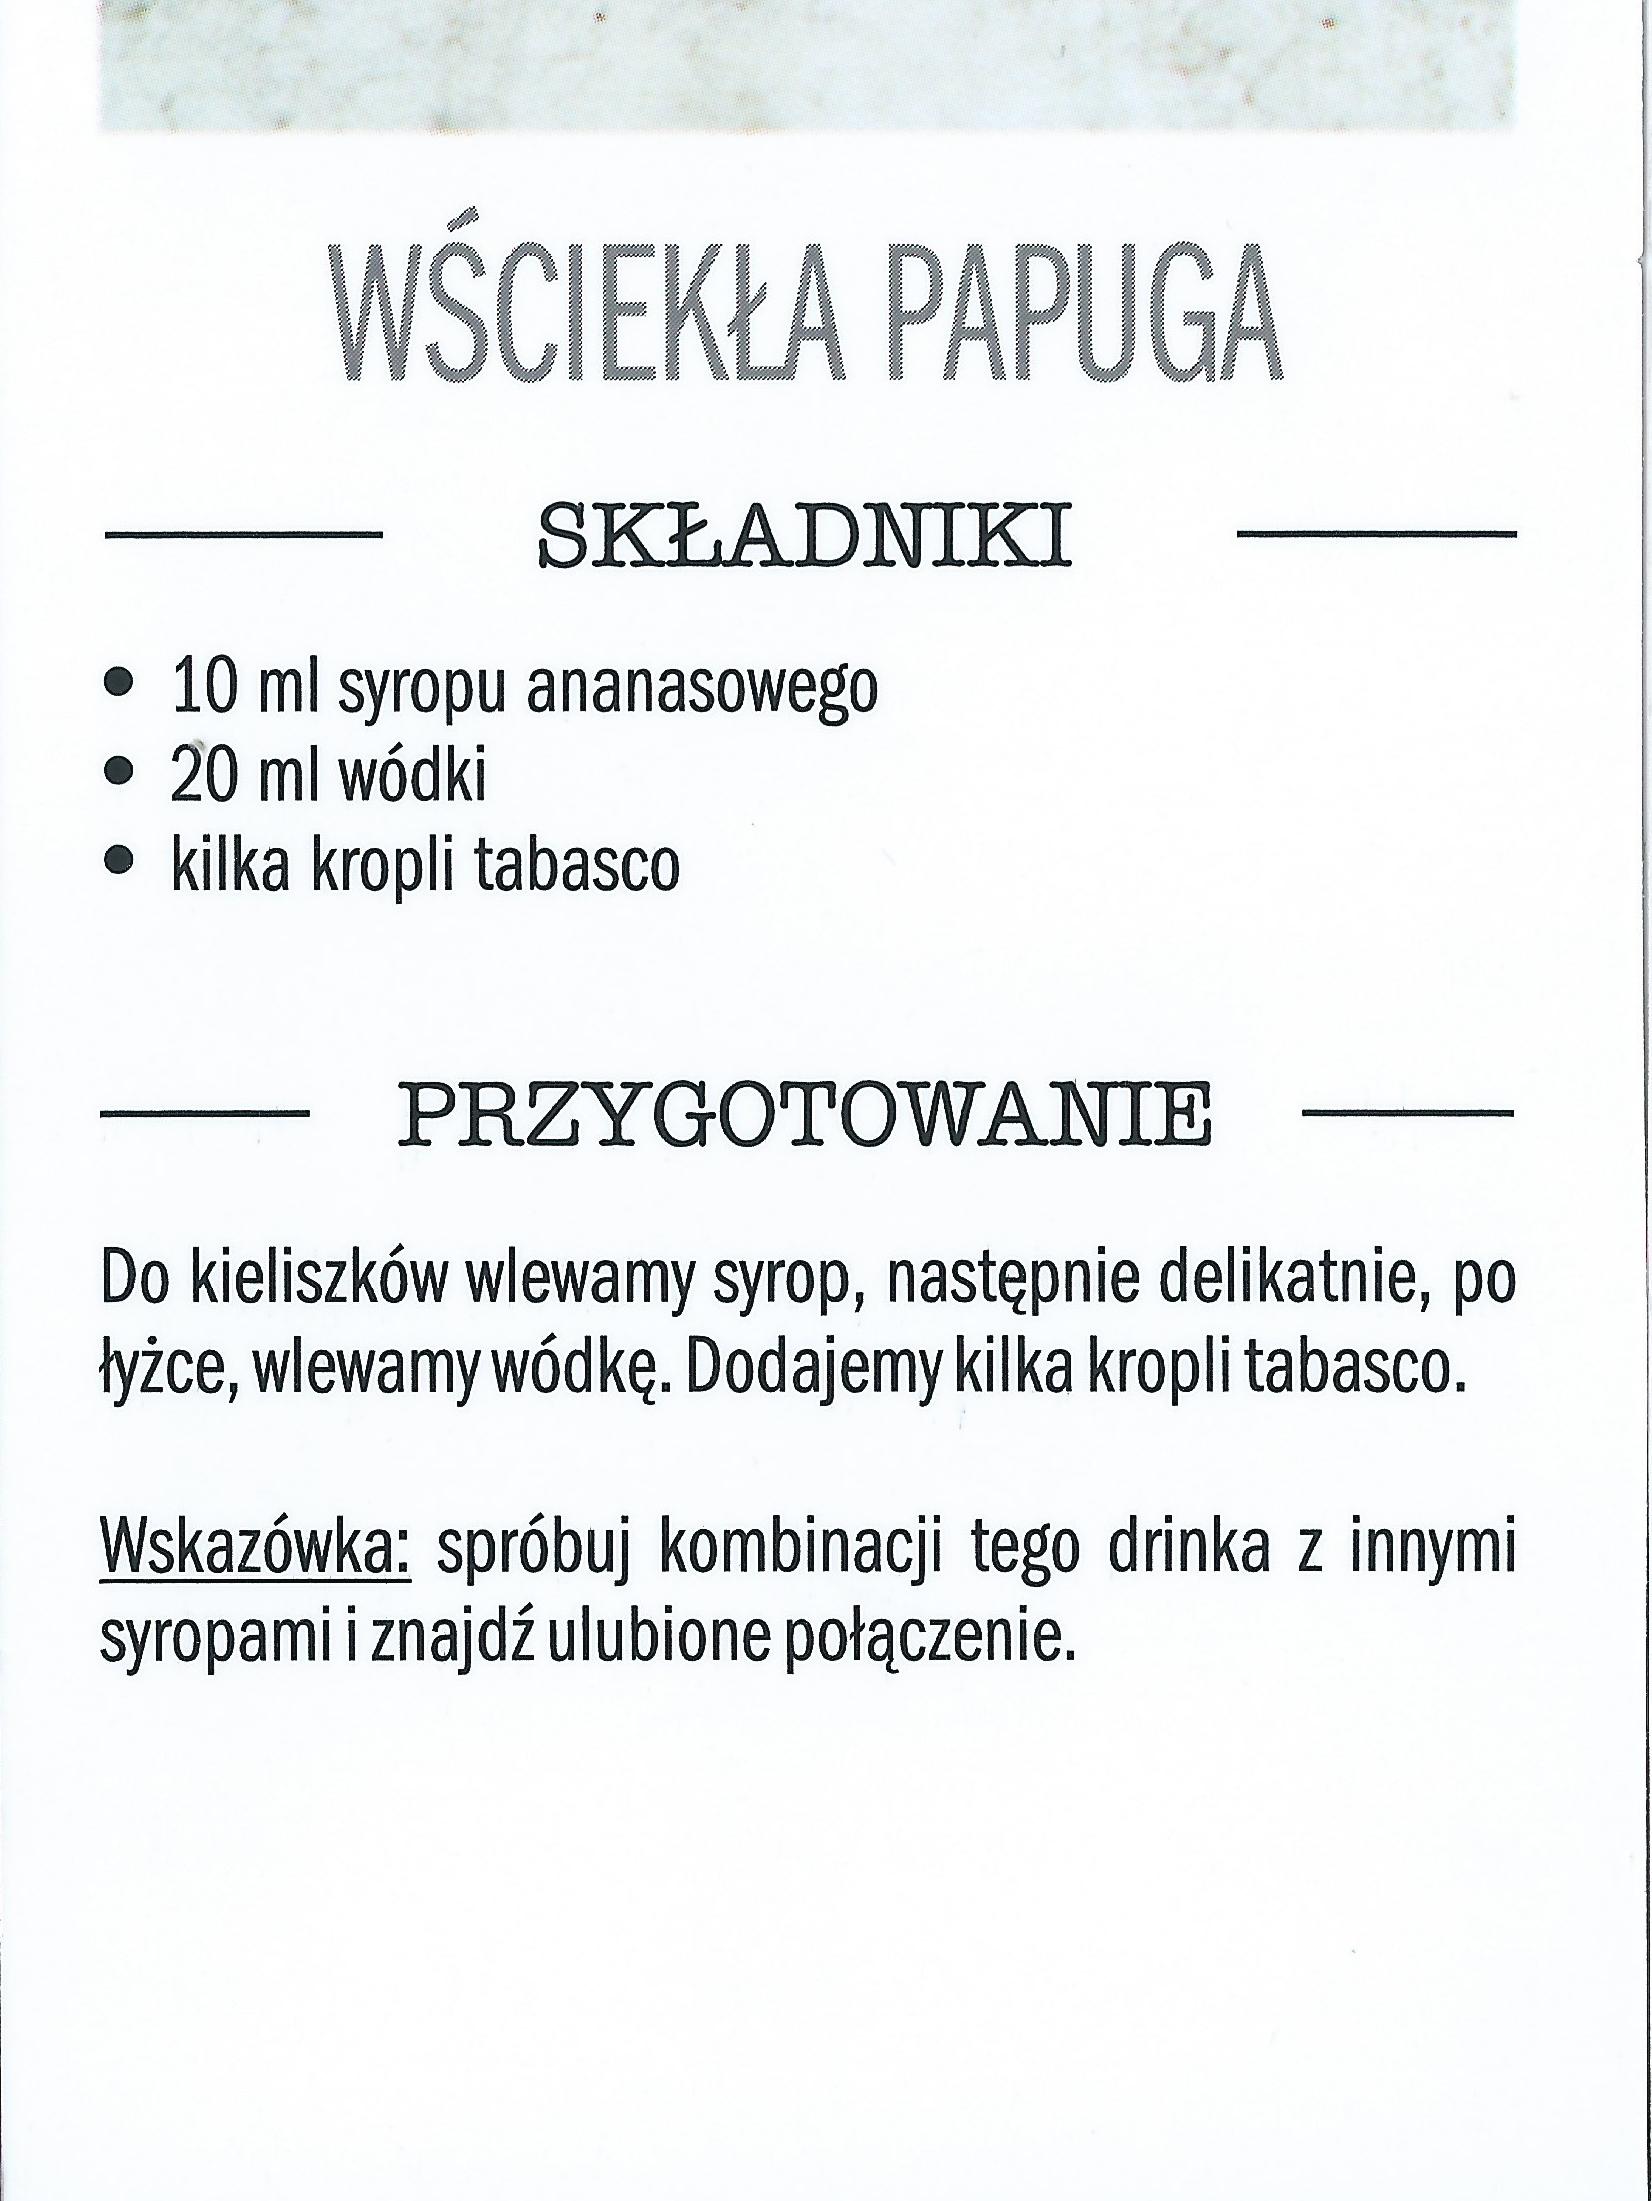 WŚCIEKŁA PAPUGA
SKŁADNIKI
• 10 ml syropu ananasowego
• 20 ml wódki
• kilka kropli tabasco
PRZYGOTOWANIE
Do kieliszków wlewamy syrop, następnie delikatnie, po
łyżce, wlewamy wódkę. Dodajemy kilka kropli tabasco.
Wskazówka: spróbuj kombinacji tego drinka z innymi
syropami i znajdź ulubione połączenie.